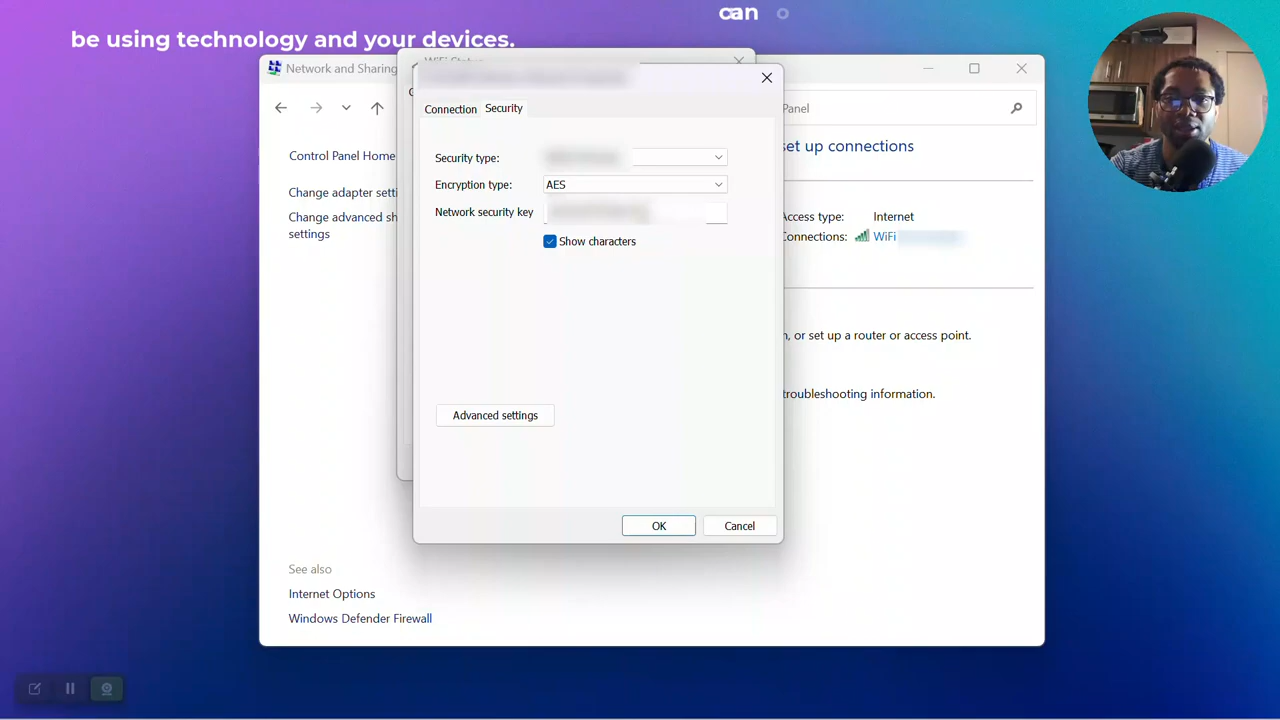 can o
be using technology and your devices.
WiFi Status
Network and Sharing
Panel
Connection
Security
Control Panel Home
set up connections
Security type:
Encryption type:
AES
Change adapter setti
Network security key
Change advanced sh
settings
Access type:
Internet
Connections:
WiFi
Show characters
n, or set up a router or access point.
troubleshooting information.
Advanced settings
OK
Cancel
See also
Internet Options
Windows Defender Firewall